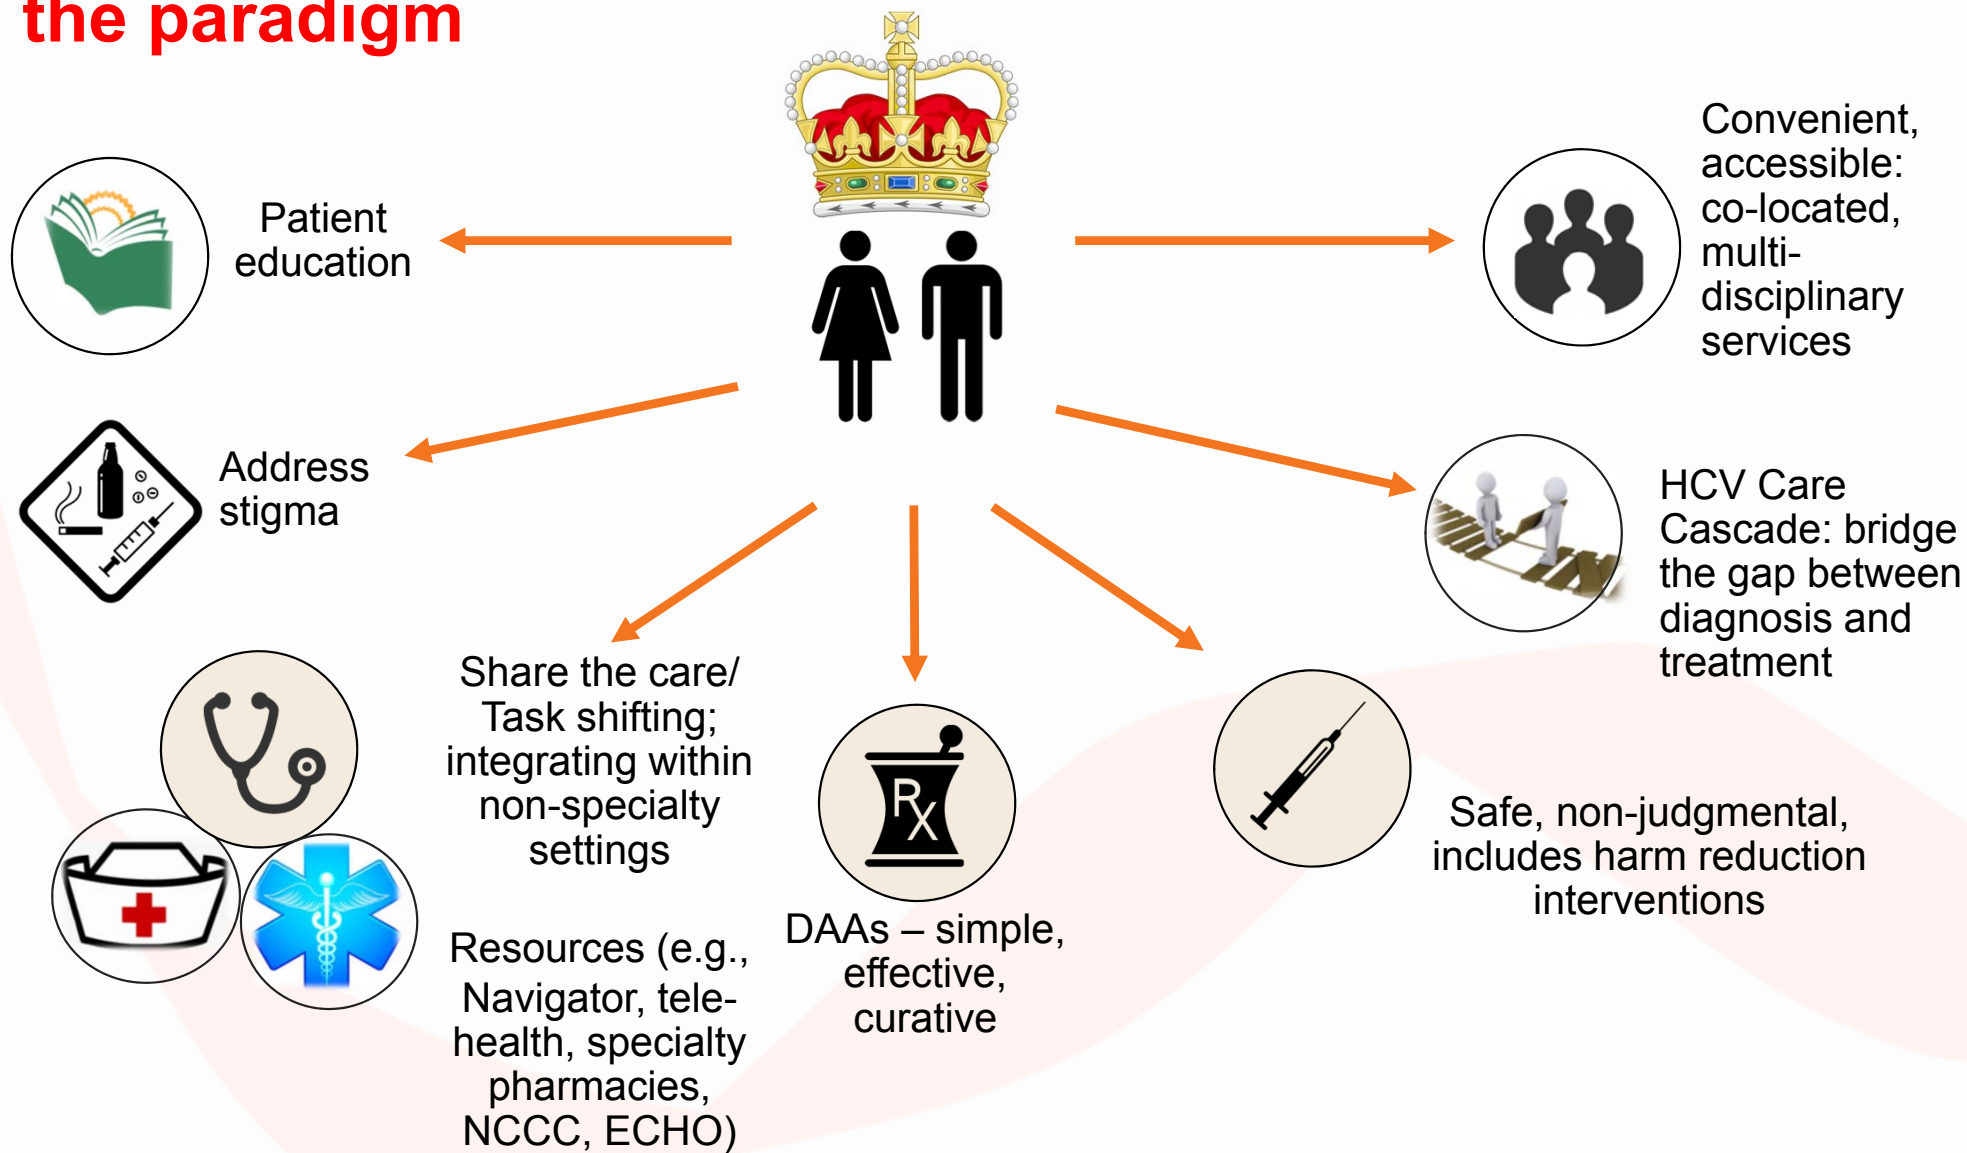 the paradigm
Patient
education
Convenient,
accessible:
co-located,
multi-
disciplinary
services
Address
stigma
HCV Care
Cascade: bridge
the gap between
diagnosis and
treatment
Share the care/
Task shifting;
integrating within
non-specialty
settings
Resources (e.g.,
Navigator, tele-
health, specialty
pharmacies,
NCCC, ECHO)
RX
DAAs – simple,
effective,
curative
Safe, non-judgmental,
includes harm reduction
interventions